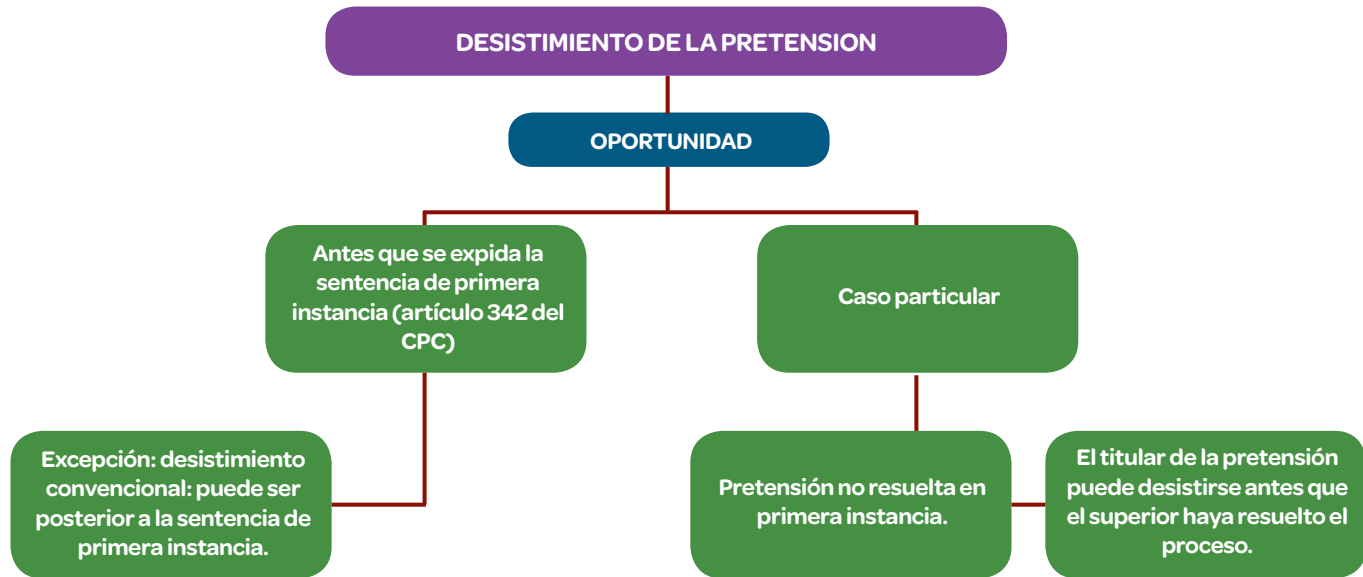 DESISTIMIENTO DE LA PRETENSION
OPORTUNIDAD
Antes que se expida la
sentencia de primera
instancia (artículo 342 del
CPC)
Caso particular
Excepción: desistimiento
convencional: puede ser
posterior a la sentencia de
primera instancia.
Pretensión no resuelta en
primera instancia.
El titular de la pretensión
puede desistirse antes que
el superior haya resuelto el
proceso.